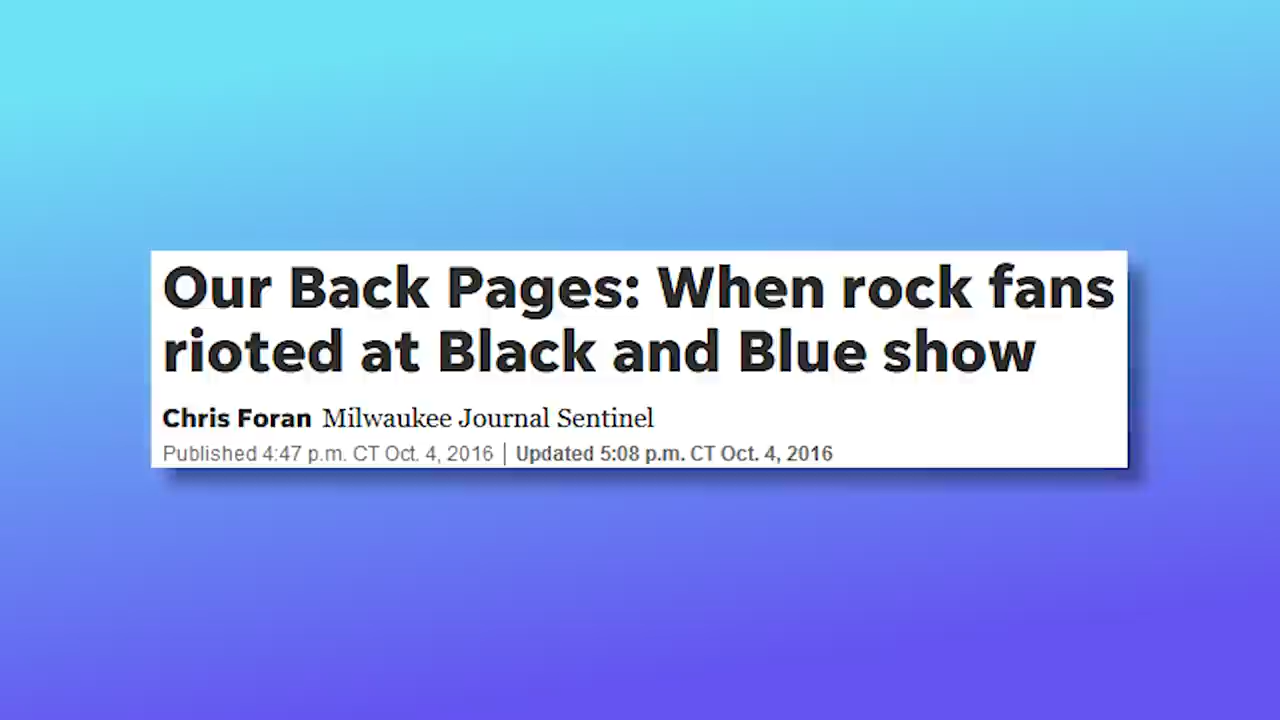 Our Back Pages: When rock fans
rioted at Black and Blue show
Chris Foran Milwaukee Journal Sentinel
Published 4:47 p.m. CT Oct. 4, 2016 | Updated 5:08 p.m. CT Oct. 4, 2016